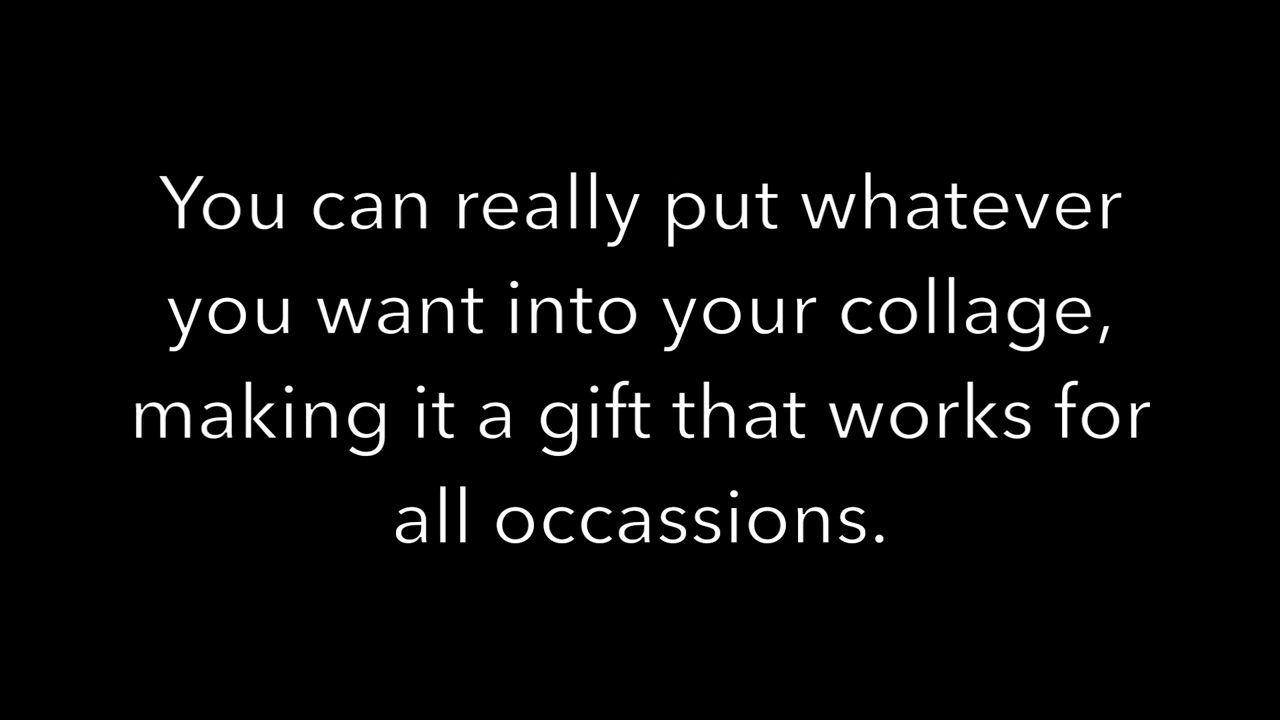 You can really put whatever
you want into your collage,
making it a gift that works for
all occassions.